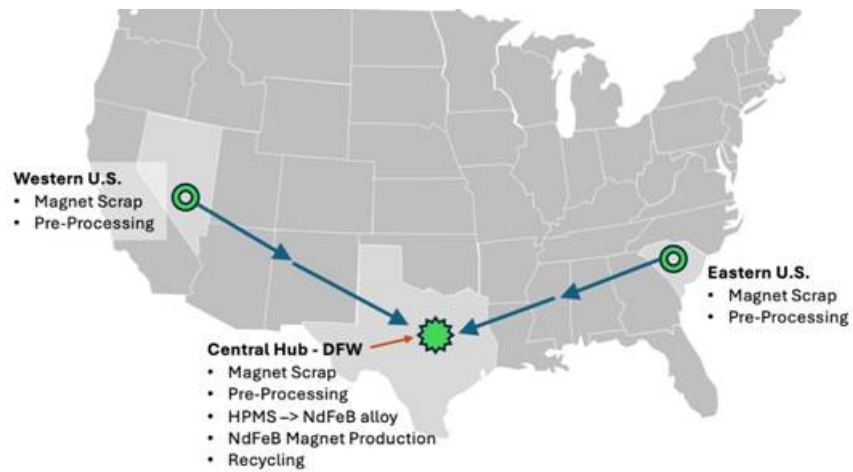 Western U.S.
• Magnet Scrap
• Pre-Processing
Eastern U.S.
• Magnet Scrap
• Pre-Processing
Central Hub - DFW
• Magnet Scrap
• Pre-Processing
• HPMS –> NdFeB alloy
• NdFeB Magnet Production
• Recycling